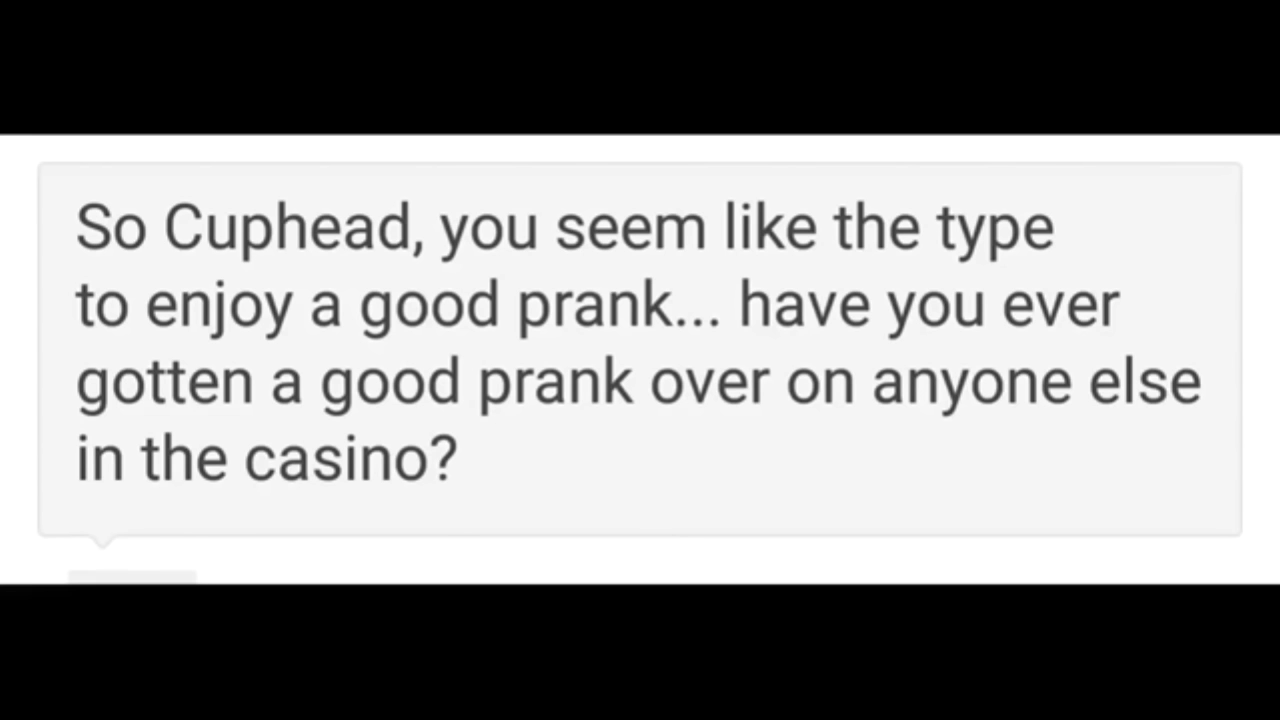 So Cuphead, you seem like the type
to enjoy a good prank... have you ever
gotten a good prank over on anyone else
in the casino?